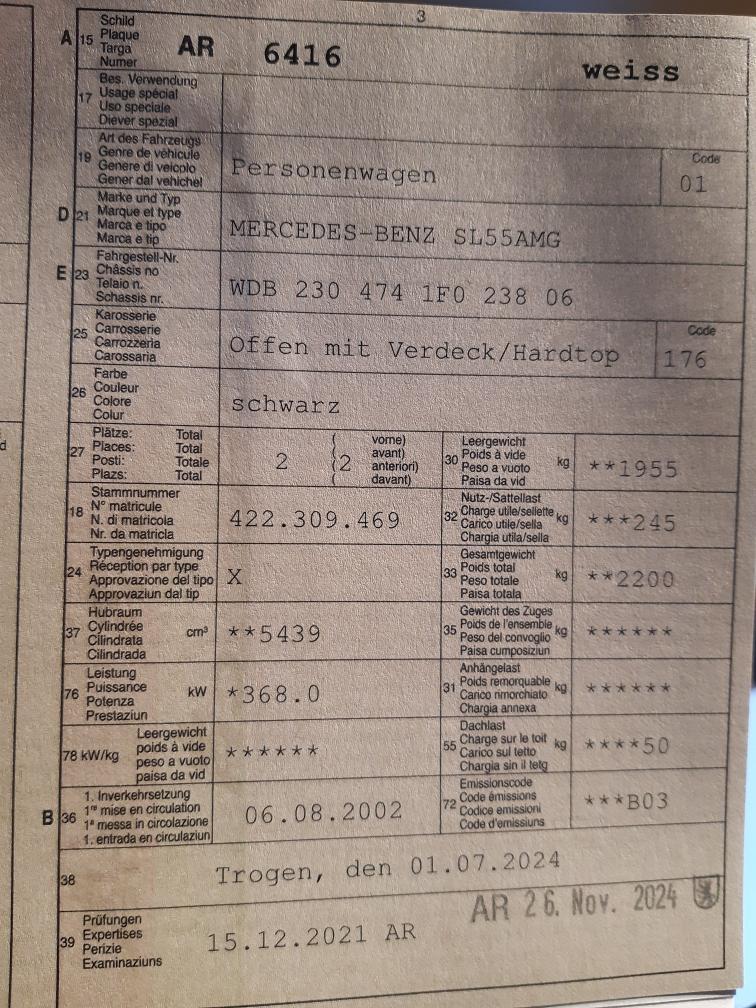 3
A 15 Schild
Plaque
Targa
Numer
AR 6416 weiss
17 Bes. Verwendung
Usage spécial
Uso speciale
Diever spezial
19 Art des Fahrzeugs
Genre de véhicule
Genere di veicolo
Gener dal vehichel
Personenwagen
Code
01
D 21 Marke und Typ
Marque et type
Marca e tipo
Marca e tip
MERCEDES-BENZ SL55AMG
E 23 Fahrgestell-Nr.
Châssis no
Telaio n.
Schassis nr.
WDB 230 474 1F0 238 06
25 Karosserie
Carrosserie
Carrozzeria
Carossaria
Offen mit Verdeck/Hardtop
Code
176
26 Farbe
Couleur
Colore
Colur
schwarz
27 Plätze: Total
Places: Total
Posti: Totale
Plazs: Total
2
( vorne)
( 2 avant)
( anteriori)
( davant)
30 Leergewicht
Poids à vide
Peso a vuoto
Paisa da vid
kg
**1955
18 Stammnummer
N° matricule
N. di matricola
Nr. da matricla
422.309.469
32 Nutz-/Sattellast
Charge utile/sellette
Carico utile/sella
Chargia utila/sella
kg
***245
24 Typengenehmigung
Réception par type
Approvazione del tipo
Approvaziun dal tip
X
33 Gesamtgewicht
Poids total
Peso totale
Paisa totala
kg
**2200
37 Hubraum
Cylindrée
Cilindrata
Cilindrada
cm³
**5439
35 Gewicht des Zuges
Poids de l'ensemble
Peso del convoglio
Paisa cumposiziun
kg
******
76 Leistung
Puissance
Potenza
Prestaziun
kW
*368.0
31 Anhängelast
Poids remorquable
Carico rimorchiato
Chargia annexa
kg
******
78 kW/kg
Leergewicht
poids à vide
peso a vuoto
paisa da vid
******
55 Dachlast
Charge sur le toit
Carico sul tetto
Chargia sin il tetg
kg
****50
B 36 1. Inverkehrsetzung
1re mise en circulation
1a messa in circolazione
1. entrada en circulaziun
06.08.2002
72 Emissionscode
Code émissions
Codice emissioni
Code d'emissiuns
***B03
38
Trogen, den 01.07.2024
AR 26. Nov. 2024
39 Prüfungen
Expertises
Perizie
Examinaziuns
15.12.2021 AR
d